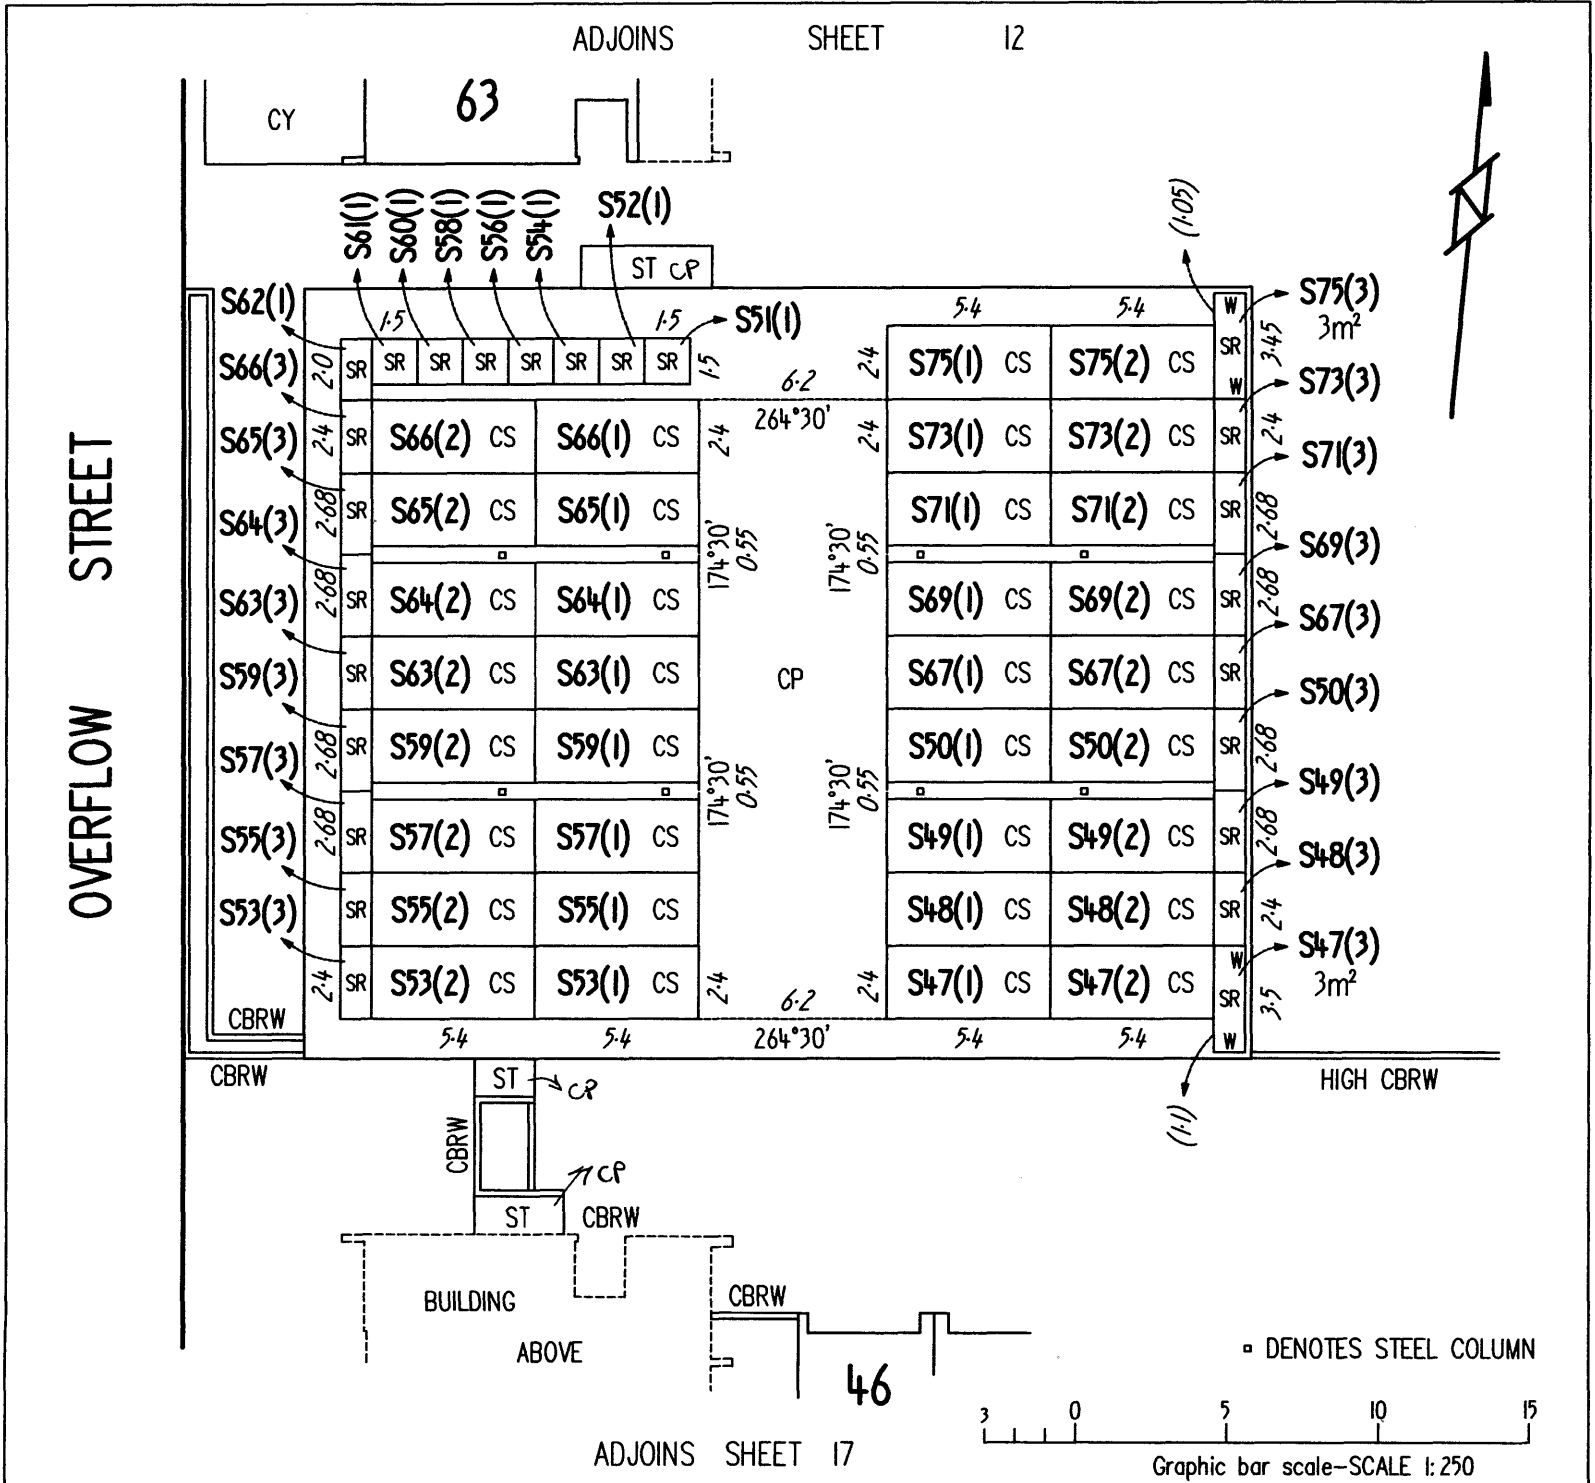 ADJOINS SHEET 12
CY
63
S61(1)
S60(1)
S58(1)
S56(1)
S54(1)
S52(1)
(1·05)
ST CP
S62(1)
1·5
1·5
S51(1)
5·4
5·4
W
S75(3)
3m²
S66(3)
2·0
SR
SR
SR
SR
SR
SR
SR
SR
1·5
6·2
2·4
S75(1) CS
S75(2) CS
SR
W
3·45
S73(3)
S65(3)
2·4
SR
S66(2) CS
S66(1) CS
2·4
264°30'
2·4
S73(1) CS
S73(2) CS
SR
2·4
S71(3)
S64(3)
2·68
SR
S65(2) CS
S65(1) CS
174°30'
0·55
174°30'
0·55
S71(1) CS
S71(2) CS
SR
2·68
S69(3)
S63(3)
2·68
SR
S64(2) CS
S64(1) CS
S69(1) CS
S69(2) CS
SR
2·68
S67(3)
S59(3)
SR
S63(2) CS
S63(1) CS
CP
S67(1) CS
S67(2) CS
SR
S50(3)
S57(3)
2·68
SR
S59(2) CS
S59(1) CS
174°30'
0·55
174°30'
0·55
S50(1) CS
S50(2) CS
SR
2·68
S49(3)
S55(3)
2·68
SR
S57(2) CS
S57(1) CS
S49(1) CS
S49(2) CS
SR
2·68
S48(3)
S53(3)
SR
S55(2) CS
S55(1) CS
S48(1) CS
S48(2) CS
SR
2·4
S47(3)
3m²
2·4
SR
S53(2) CS
S53(1) CS
2·4
6·2
2·4
S47(1) CS
S47(2) CS
W
SR
W
3·5
OVERFLOW STREET
CBRW
5·4
5·4
264°30'
5·4
5·4
CBRW
ST
CP
HIGH CBRW
(1·1)
CBRW
CP
ST
CBRW
BUILDING
ABOVE
CBRW
46
DENOTES STEEL COLUMN
3 0 5 10 15
ADJOINS SHEET 17
Graphic bar scale–SCALE 1:250